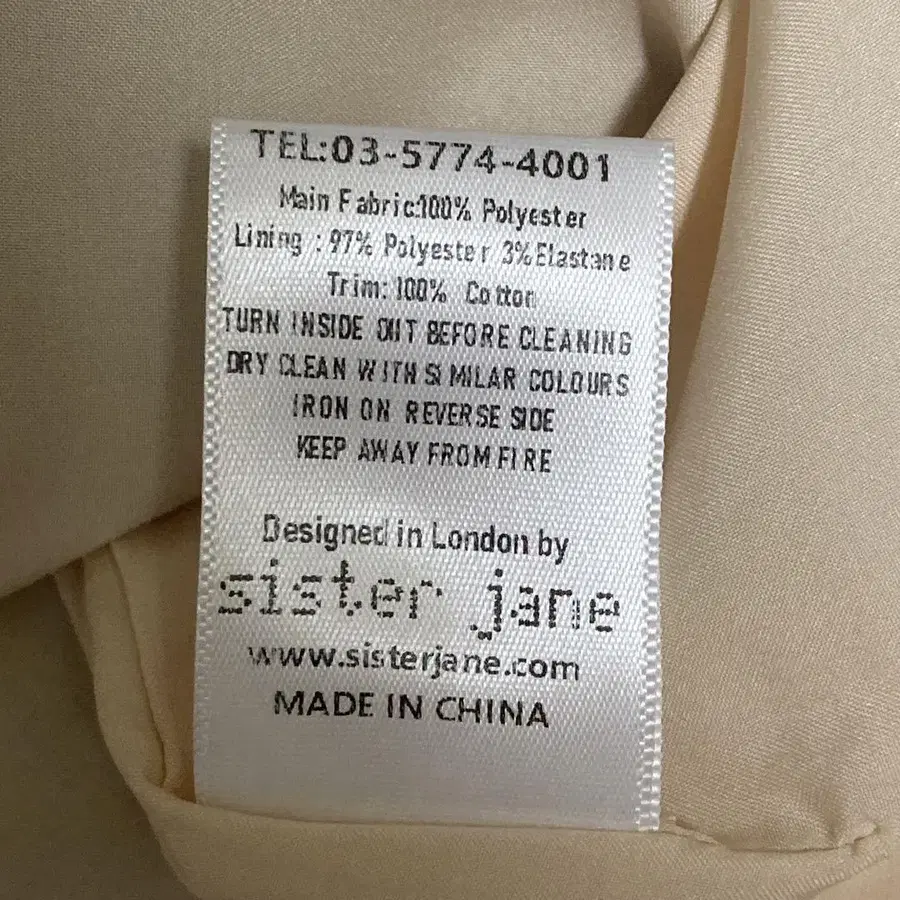 TEL:03-5774-4001
Main Fabric:100% Polyester
Lining : 97% Polyester 3%Elastane
Trim: 100% Cotton
TURN INSIDE OUT BEFORE CLEANING
DRY CLEAN WITH SIMILAR COLOURS
IRON ON REVERSE SIDE
KEEP AWAY FROM FIRE
Designed in London by
sister jane
www.sisterjane.com
MADE IN CHINA